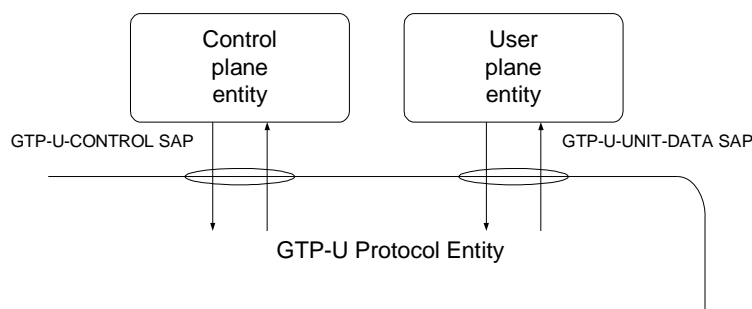 Control
plane
entity
User
plane
entity
GTP-U-CONTROL SAP
GTP-U-UNIT-DATA SAP
GTP-U Protocol Entity